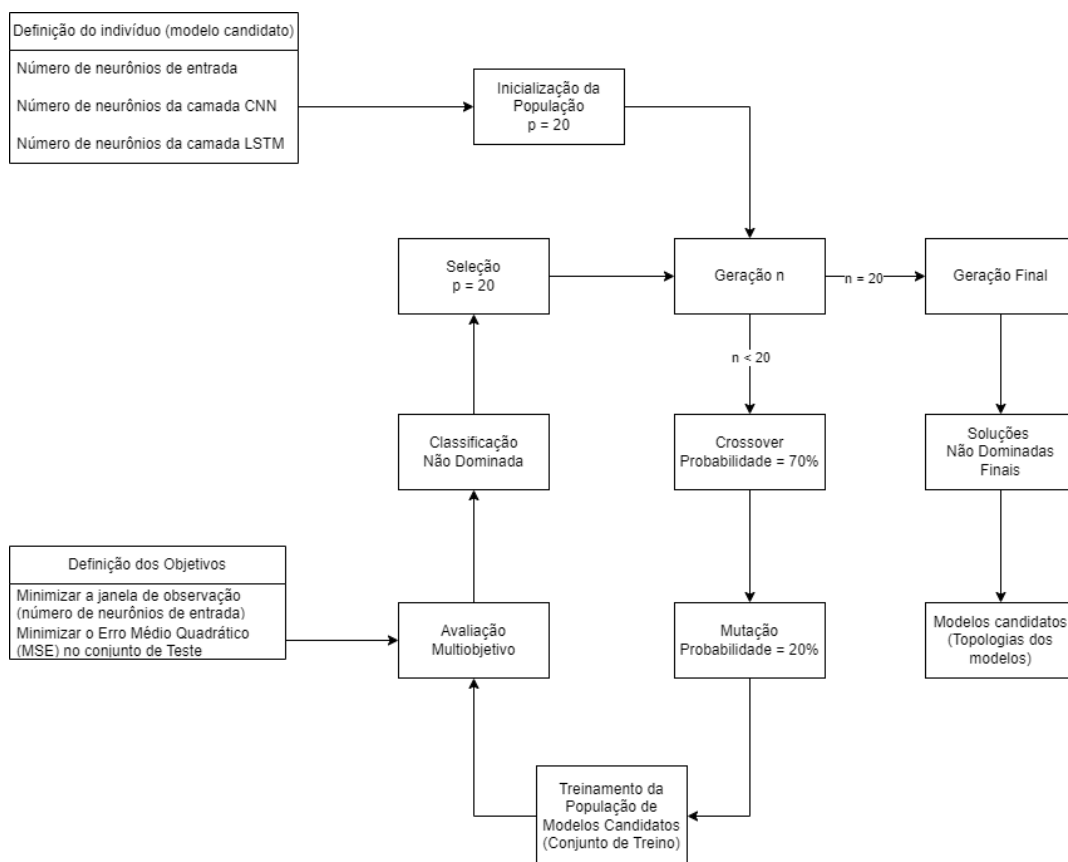 Definição do indivíduo (modelo candidato)
Número de neurônios de entrada
Número de neurônios da camada CNN
Número de neurônios da camada LSTM
Inicialização da
População
p = 20
Seleção
p = 20
Geração n
n = 20
Geração Final
n < 20
Classificação
Não Dominada
Crossover
Probabilidade = 70%
Soluções
Não Dominadas
Finais
Definição dos Objetivos
Minimizar a janela de observação
(número de neurônios de entrada)
Minimizar o Erro Médio Quadrático
(MSE) no conjunto de Teste
Avaliação
Multiobjetivo
Mutação
Probabilidade = 20%
Modelos candidatos
(Topologias dos
modelos)
Treinamento da
População de
Modelos Candidatos
(Conjunto de Treino)